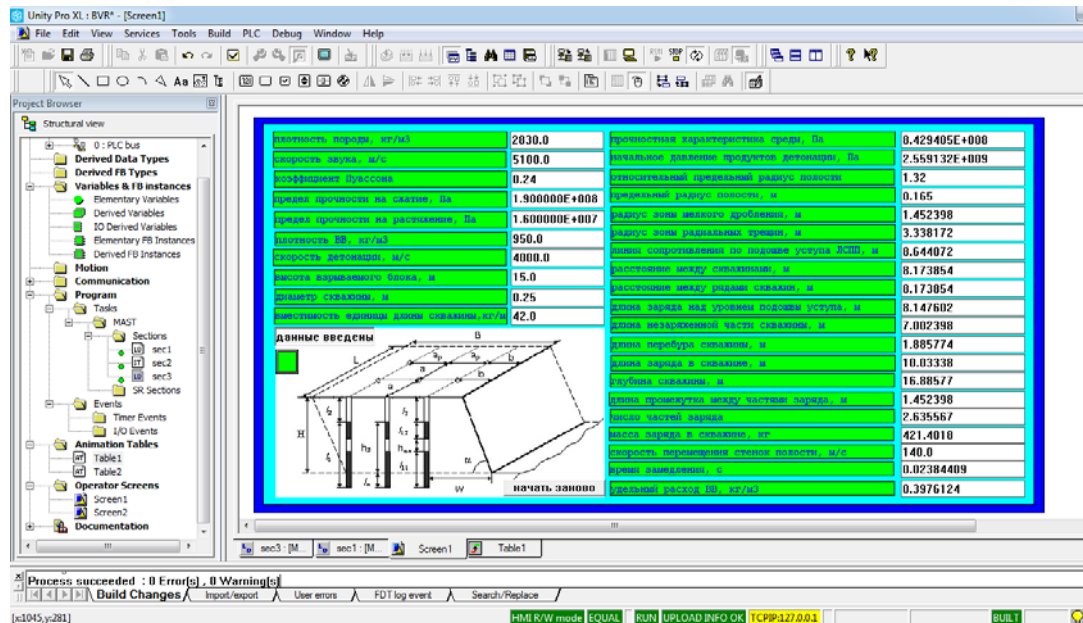 Unity Pro XL : BVR* - [Screen1]
File Edit View Services Tools Build PLC Debug Window Help
Project Browser
Structural view
0 : PLC bus
Derived Data Types
Derived FB Types
Variables & FB instances
Elementary Variables
Derived Variables
IO Derived Variables
Elementary FB Instances
Derived FB Instances
Motion
Communication
Program
Tasks
MAST
Sections
sec1
sec2
sec3
SR Sections
Events
Timer Events
I/O Events
Animation Tables
Table1
Table2
Operator Screens
Screen1
Screen2
Documentation
плотность породы, кг/м3 2830.0
скорость звука, м/с 5100.0
коэффициент Пуассона 0.24
предел прочности на сжатие, Па 1.900000E+008
предел прочности на растяжение, Па 1.600000E+007
плотность ВВ, кг/м3 950.0
скорость детонации, м/с 4000.0
высота взрываемого блока, м 15.0
диаметр скважины, м 0.25
вместимость единицы длины скважины,кг/м 42.0
данные введены
B
L
a
H
W
α
начать заново
прочностная характеристика среды, Па 8.429405E+008
начальное давление продуктов детонации, Па 2.559132E+009
относительный предельный радиус полости 1.32
предельный радиус полости, м 0.165
радиус зоны мелкого дробления, м 1.452398
радиус зоны радиальных трещин, м 3.338172
линия сопротивления по подошве уступа ЛСПП, м 8.644072
расстояние между скважинами, м 8.173854
расстояние между рядами скважин, м 8.173854
длина заряда над уровнем подошвы уступа, м 8.147602
длина незаряженной части скважины, м 7.002398
длина перебура скважины, м 1.885774
длина заряда в скважине, м 10.03338
глубина скважины, м 16.88577
длина промежутка между частями заряда, м 1.452398
число частей заряда 2.635567
масса заряда в скважине, кг 421.4018
скорость перемещения стенок полости, м/с 140.0
время замедления, с 0.02384409
удельный расход ВВ, кг/м3 0.3976124
sec3 : [M... sec1 : [M... Screen1 Table1
Process succeeded : 0 Error(s) , 0 Warning(s)
Build Changes Import/export User errors FDT log event Search/Replace
[x:1045,y:281] HMI R/W mode EQUAL RUN UPLOAD INFO OK TCPIP:127.0.0.1 BUILT